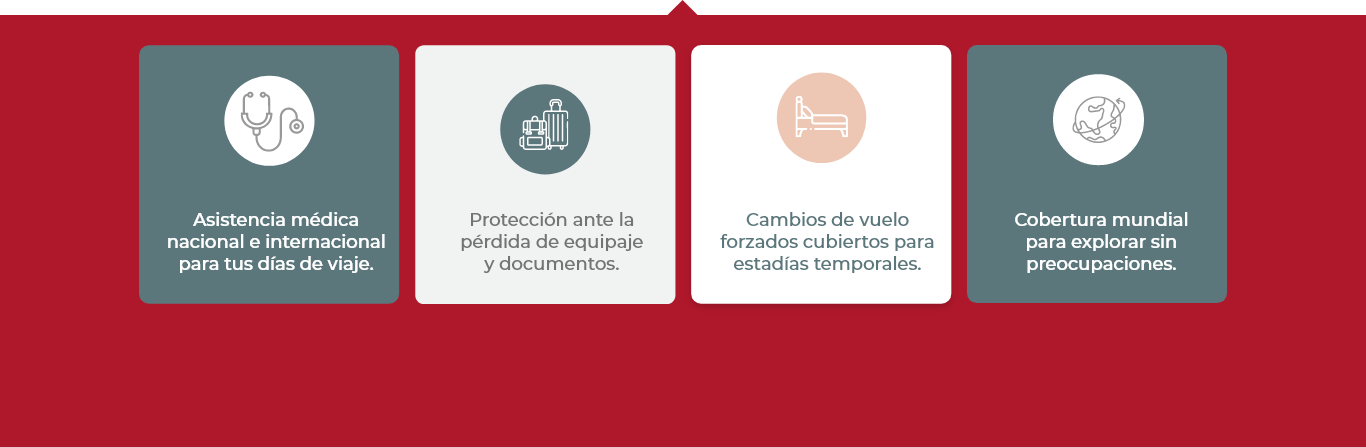 Asistencia médica
nacional e internacional
para tus días de viaje.
Protección ante la
pérdida de equipaje
y documentos.
Cambios de vuelo
forzados cubiertos para
estadías temporales.
Cobertura mundial
para explorar sin
preocupaciones.